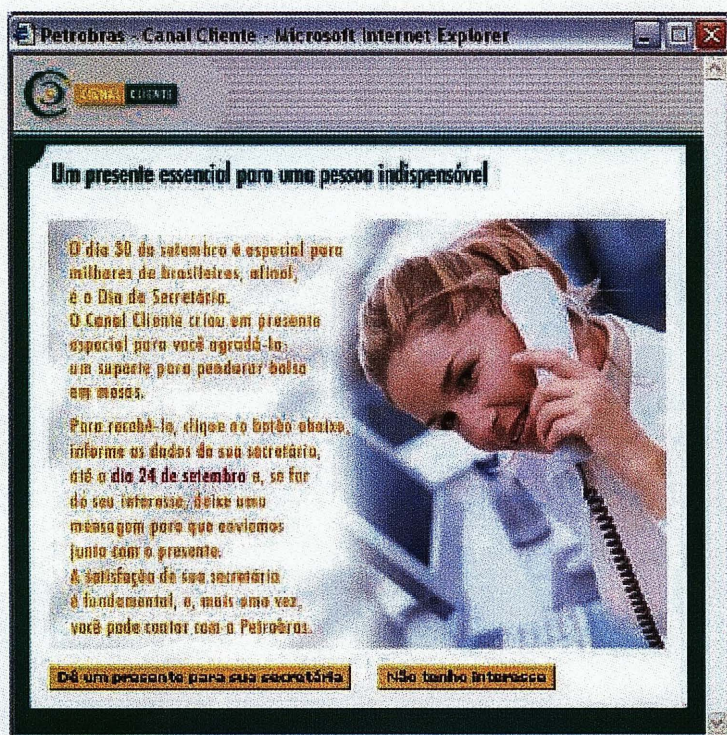 Petrobras - Canal Cliente - Microsoft Internet Explorer
CANAL CLIENTE
Um presente essencial para uma pessoa indispensável
O dia 30 de setembro é especial para
milhares de brasileiros, afinal,
é o Dia da Secretária.
O Canal Cliente criou um presente
especial para você agradá-la:
um suporte para pendurar bolsa
em mesas.
Para recebê-lo, clique no botão abaixo,
informe os dados da sua secretária,
até o dia 24 de setembro e, se for
do seu interesse, deixe uma
mensagem para que enviamos
junto com o presente.
A satisfação da sua secretária
é fundamental, e, mais uma vez,
você pode contar com a Petrobras.
Dê um presente para sua secretária
Não tenho interesse